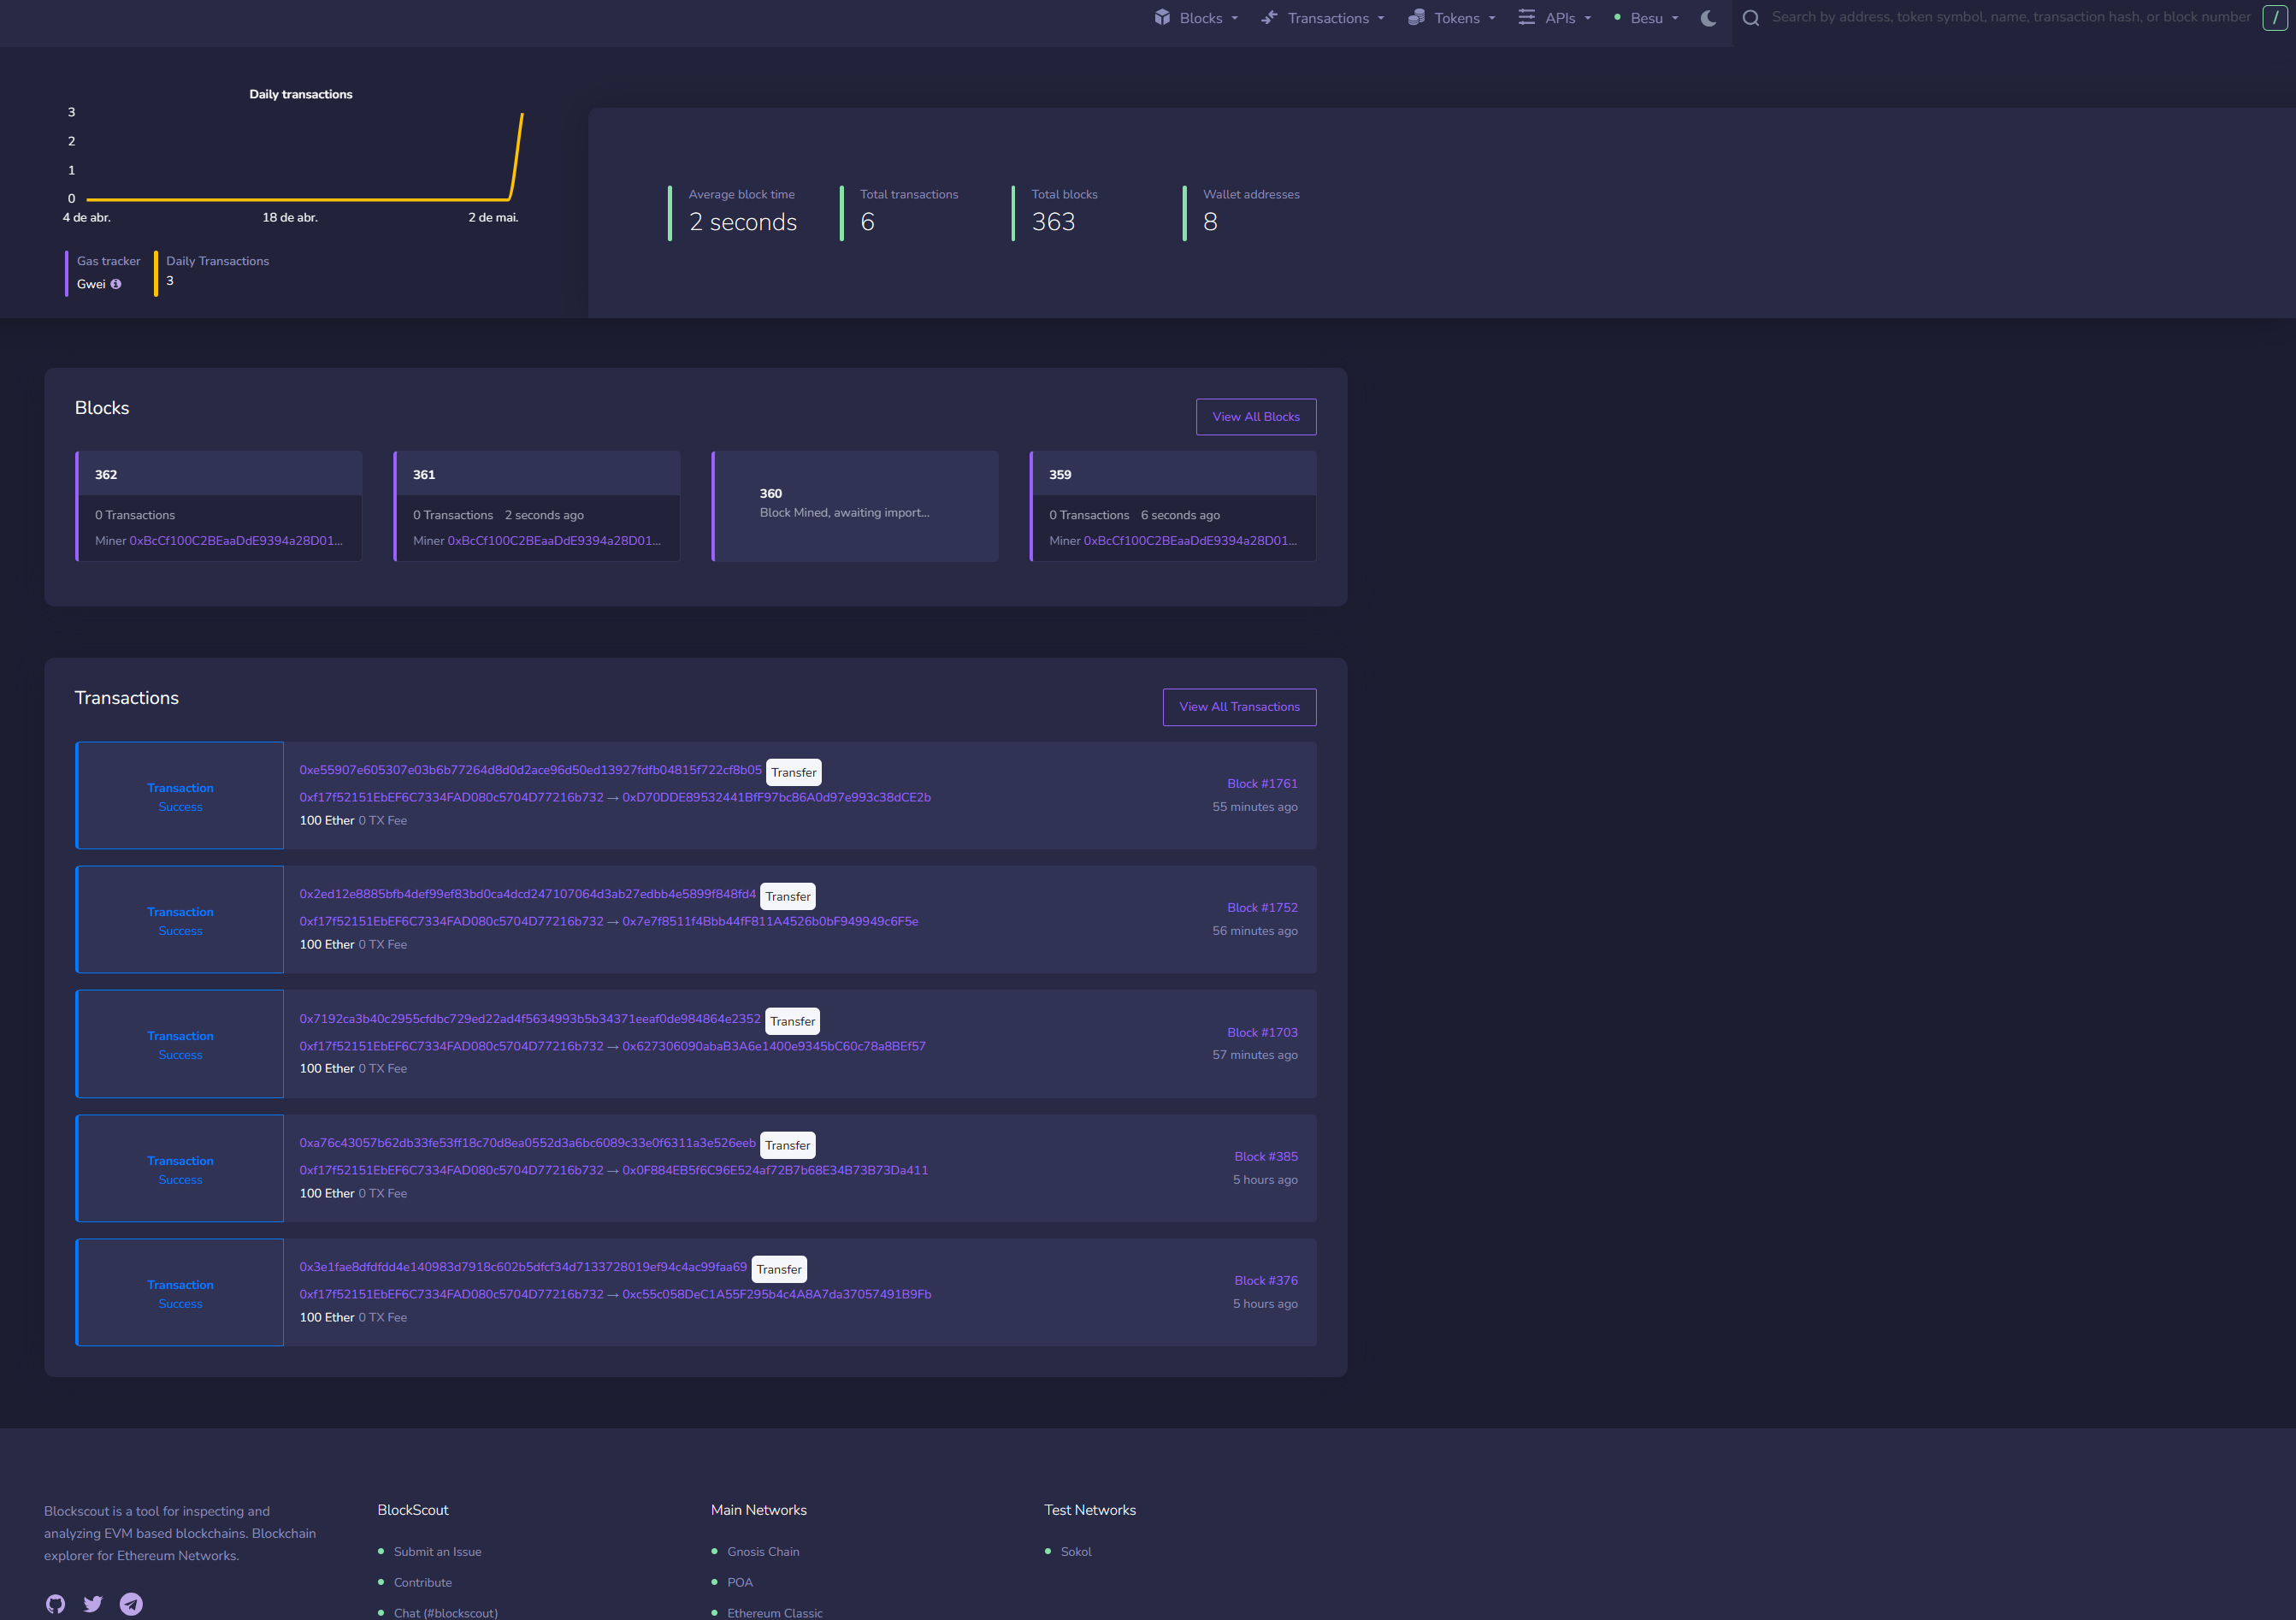 Blocks Transactions Tokens APIs Besu Search by address, token symbol, name, transaction hash, or block number /
Daily transactions
3
2
1
0
4 de abr. 18 de abr. 2 de mai.
Gas tracker
Gwei
Daily Transactions
3
Average block time
2 seconds
Total transactions
6
Total blocks
363
Wallet addresses
8
Blocks
View All Blocks
362
0 Transactions
Miner 0xBcCf100C2BEaaDdE9394a28D01...
361
0 Transactions 2 seconds ago
Miner 0xBcCf100C2BEaaDdE9394a28D01...
360
Block Mined, awaiting import...
359
0 Transactions 6 seconds ago
Miner 0xBcCf100C2BEaaDdE9394a28D01...
Transactions
View All Transactions
Transaction
Success
0xe55907e605307e03b6b77264d8d0d2ace96d50ed13927fdfb04815f722cf8b05 Transfer
0xf17f52151EbEF6C7334FAD080c5704D77216b732 → 0xD70DDE89532441BfF97bc86A0d97e993c38dCE2b
100 Ether 0 TX Fee
Block #1761
55 minutes ago
Transaction
Success
0x2ed12e8885bfb4def99ef83bd0ca4dcd247107064d3ab27edbb4e5899f848fd4 Transfer
0xf17f52151EbEF6C7334FAD080c5704D77216b732 → 0x7e7f8511f4Bbb44fF811A4526b0bF949949c6F5e
100 Ether 0 TX Fee
Block #1752
56 minutes ago
Transaction
Success
0x7192ca3b40c2955cfdbc729ed22ad4f5634993b5b34371eeaf0de984864e2352 Transfer
0xf17f52151EbEF6C7334FAD080c5704D77216b732 → 0x627306090abaB3A6e1400e9345bC60c78a8BEf57
100 Ether 0 TX Fee
Block #1703
57 minutes ago
Transaction
Success
0xa76c43057b62db33fe53ff18c70d8ea0552d3a6bc6089c33e0f6311a3e526eeb Transfer
0xf17f52151EbEF6C7334FAD080c5704D77216b732 → 0x0F884EB5f6C96E524af72B7b68E34B73B73Da411
100 Ether 0 TX Fee
Block #385
5 hours ago
Transaction
Success
0x3e1fae8dfdfdd4e140983d7918c602b5dfcf34d7133728019ef94c4ac99faa69 Transfer
0xf17f52151EbEF6C7334FAD080c5704D77216b732 → 0xc55c058DeC1A55F295b4c4A8A7da37057491B9Fb
100 Ether 0 TX Fee
Block #376
5 hours ago
Blockscout is a tool for inspecting and
analyzing EVM based blockchains. Blockchain
explorer for Ethereum Networks.
BlockScout
Submit an Issue
Contribute
Chat (#blockscout)
Main Networks
Gnosis Chain
POA
Ethereum Classic
Test Networks
Sokol